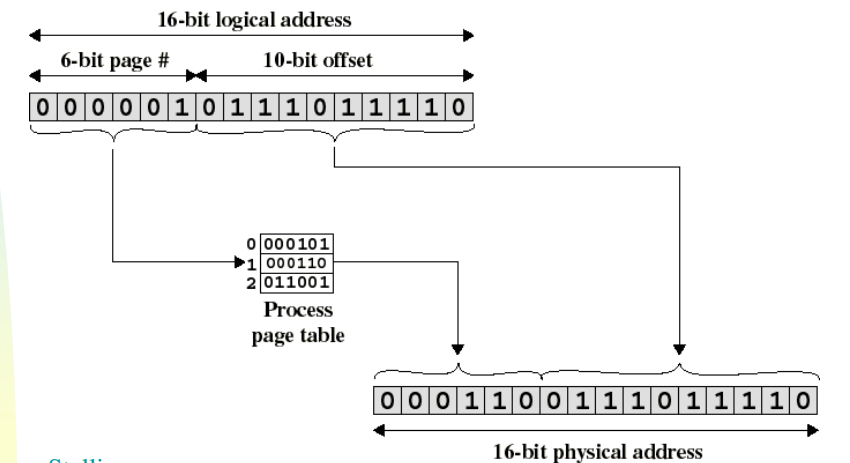 16-bit logical address
6-bit page # 10-bit offset
0 0 0 0 0 1 0 1 1 1 0 1 1 1 1 0
0 000101
1 000110
2 011001
Process
page table
0 0 0 1 1 0 0 1 1 1 0 1 1 1 1 0
16-bit physical address